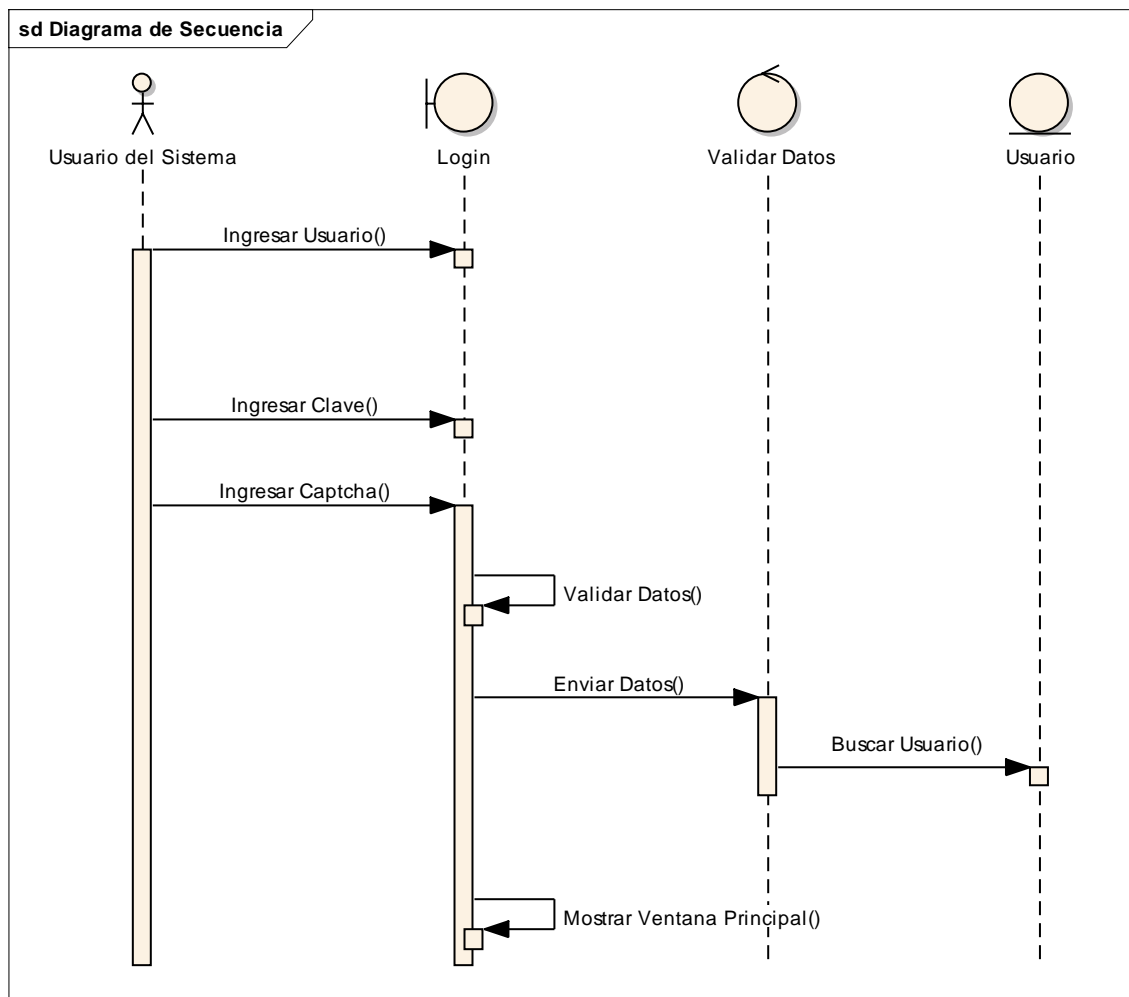 sd Diagrama de Secuencia
Usuario del Sistema
Login
Validar Datos
Usuario
Ingresar Usuario()
Ingresar Clave()
Ingresar Captcha()
Validar Datos()
Enviar Datos()
Buscar Usuario()
Mostrar Ventana Principal()